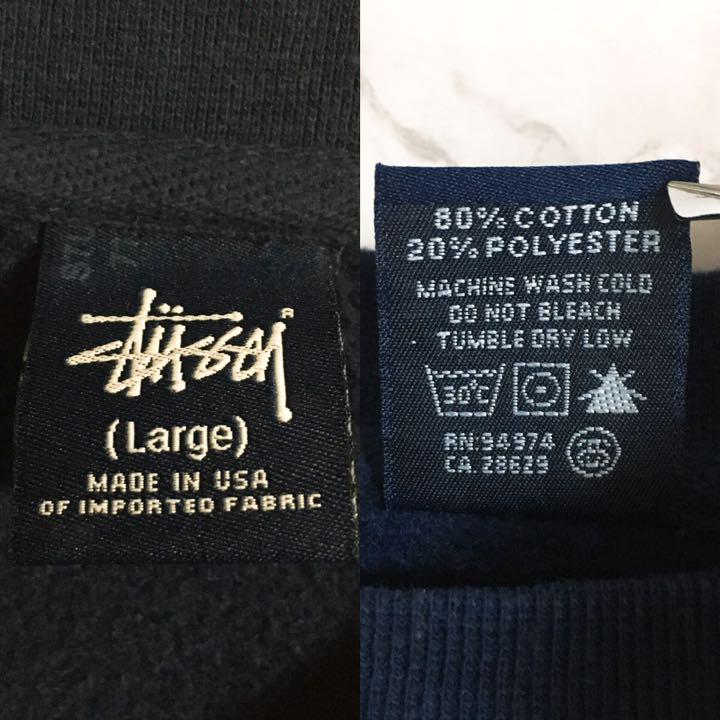 Stüssy
®
(Large)
MADE IN USA
OF IMPORTED FABRIC
80% COTTON
20% POLYESTER
MACHINE WASH COLD
DO NOT BLEACH
TUMBLE DRY LOW
30°C
RN 94974
CA 28629